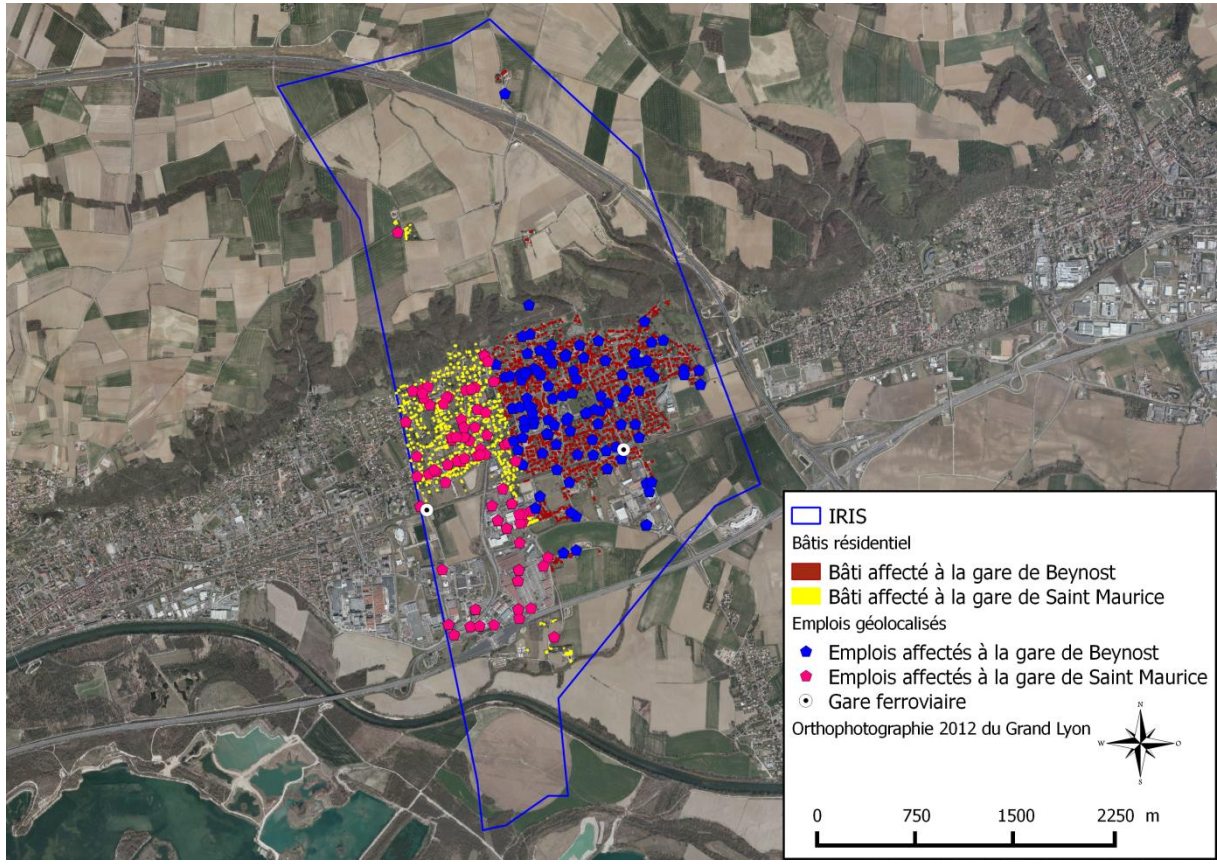 IRIS
Bâtis résidentiel
Bâti affecté à la gare de Beynost
Bâti affecté à la gare de Saint Maurice
Emplois géolocalisés
Emplois affectés à la gare de Beynost
Emplois affectés à la gare de Saint Maurice
Gare ferroviaire
Orthophotographie 2012 du Grand Lyon
N
W O
S
0 750 1500 2250 m